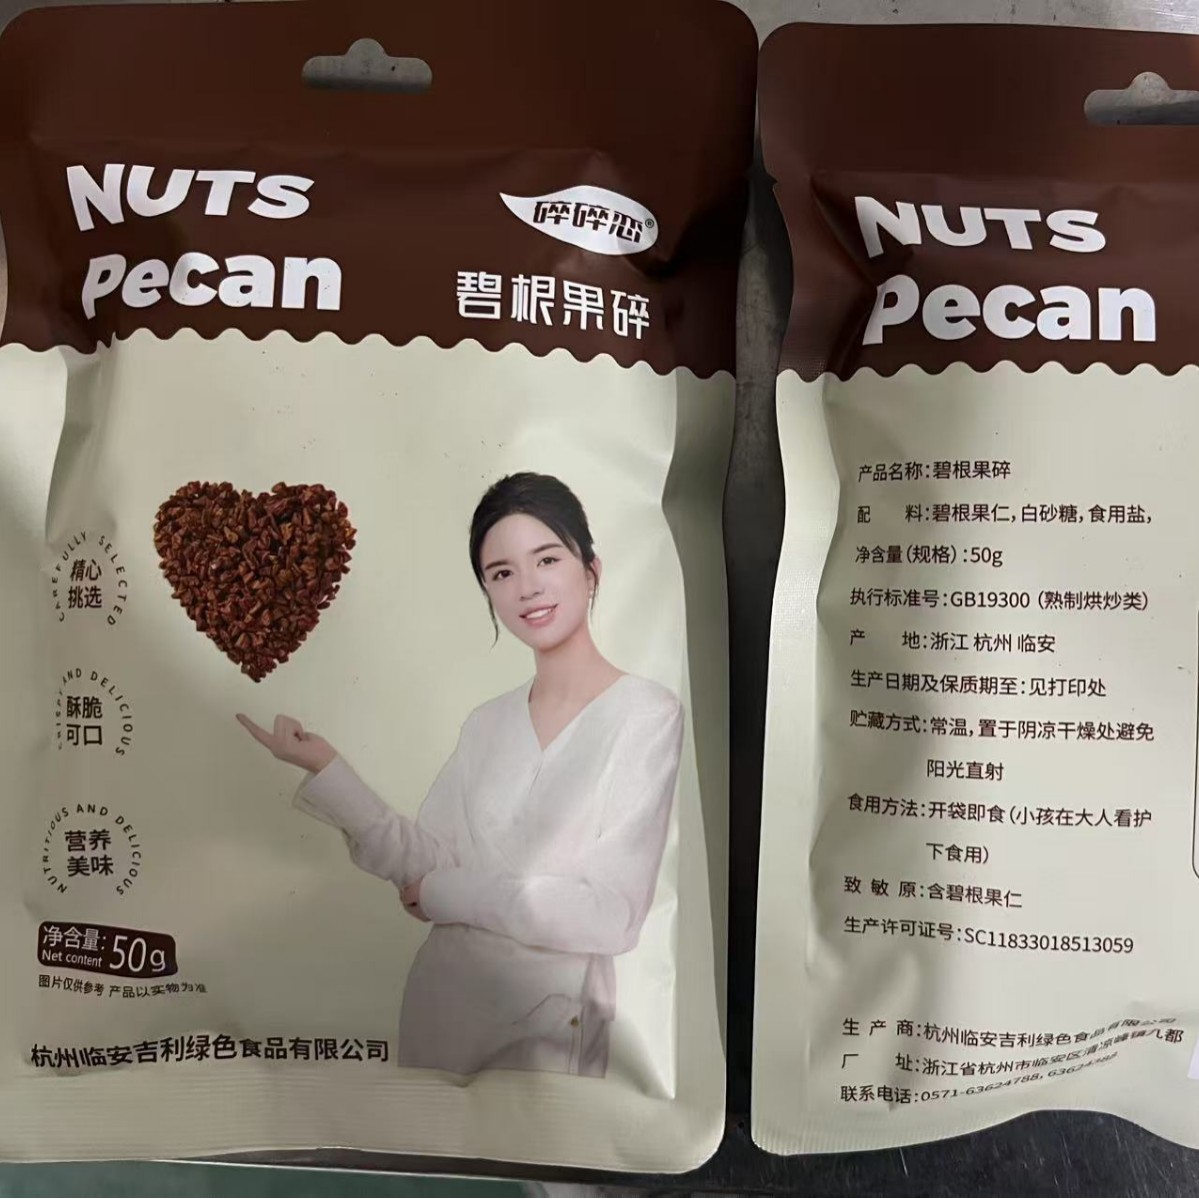 NUTS
Pecan
碎碎恋®
碧根果碎
CAREFULLY SELECTED
精心
挑选
AND DELICIOUS
酥脆
可口
NUTRITIOUS AND DELICIOUS
营养
美味
净含量:
Net content 50g
图片仅供参考 产品以实物为准
杭州临安吉利绿色食品有限公司
NUTS
Pecan
产品名称:碧根果碎
配 料:碧根果仁,白砂糖,食用盐,
净含量(规格):50g
执行标准号:GB19300(熟制烘炒类)
产 地:浙江 杭州 临安
生产日期及保质期至:见打印处
贮藏方式:常温,置于阴凉干燥处避免
阳光直射
食用方法:开袋即食(小孩在大人看护
下食用)
致 敏 原:含碧根果仁
生产许可证号:SC11833018513059
生 产 商:杭州临安吉利绿色食品有限公司
厂 址:浙江省杭州市临安区清凉峰镇九都
联系电话:0571-63624788,